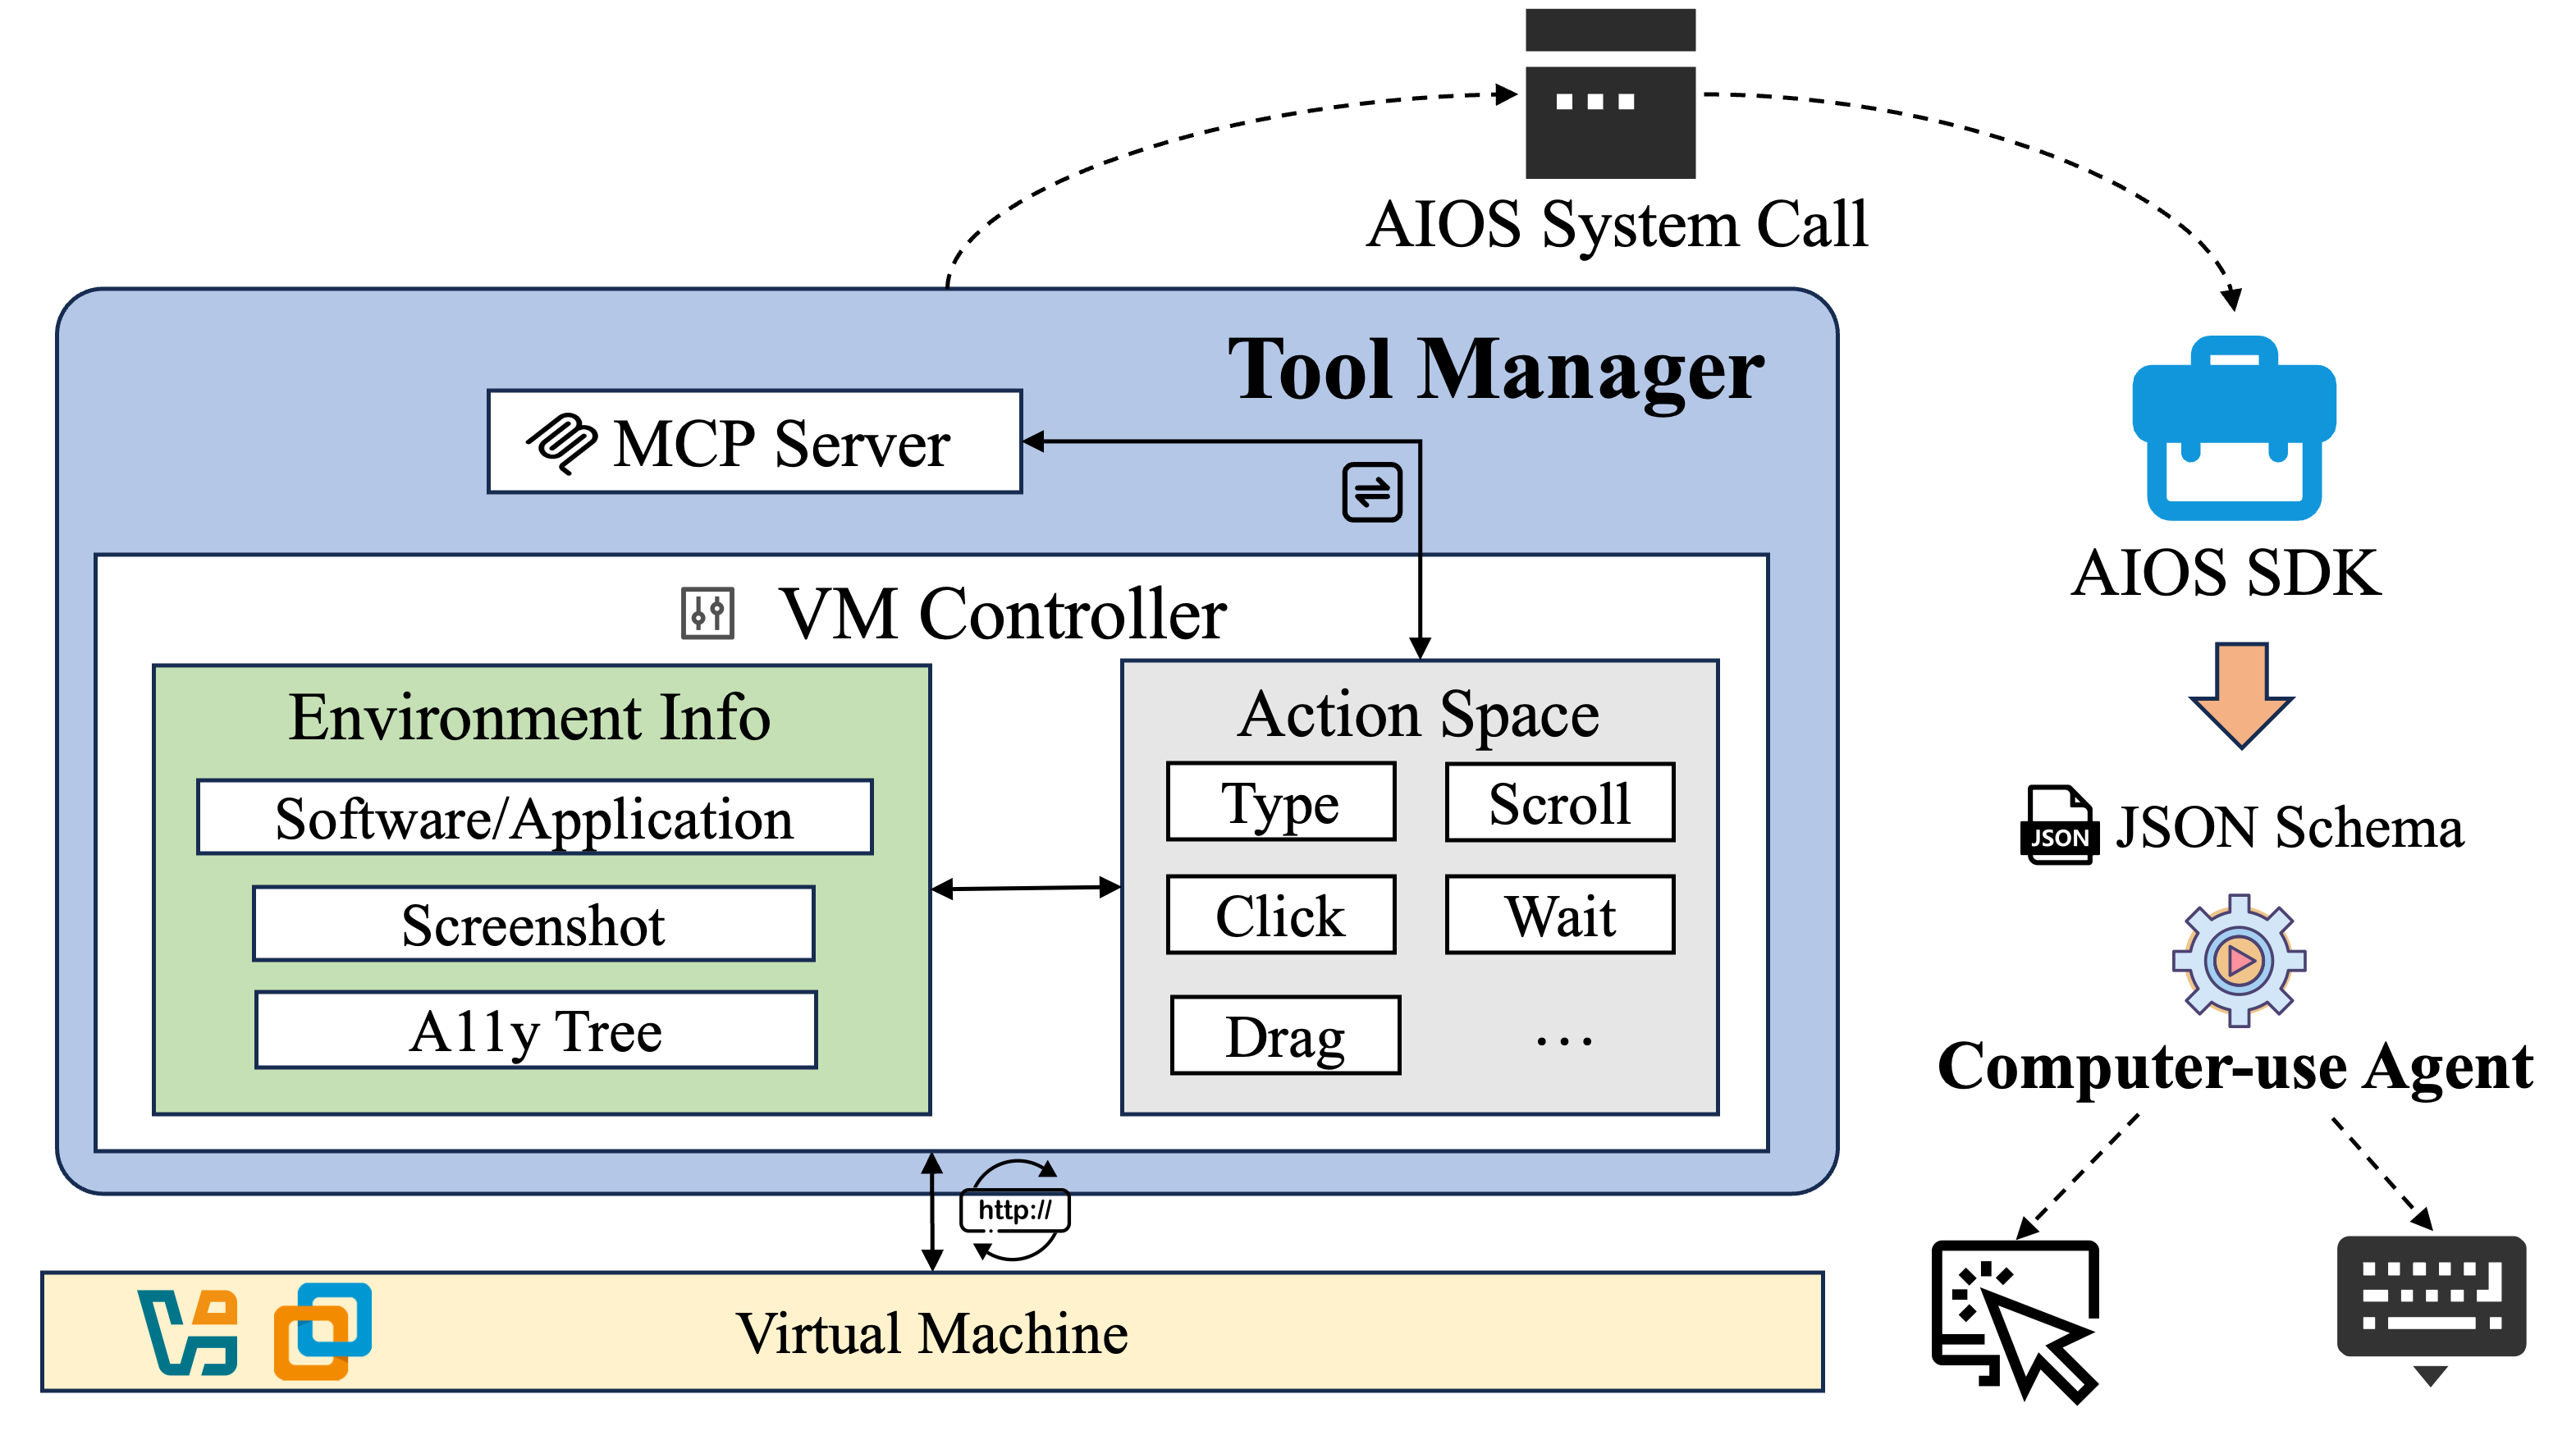 AIOS System Call
Tool Manager
MCP Server
VM Controller
Environment Info
Software/Application
Screenshot
A11y Tree
Action Space
Type
Scroll
Click
Wait
Drag
...
http://
Virtual Machine
AIOS SDK
JSON
JSON Schema
Computer-use Agent